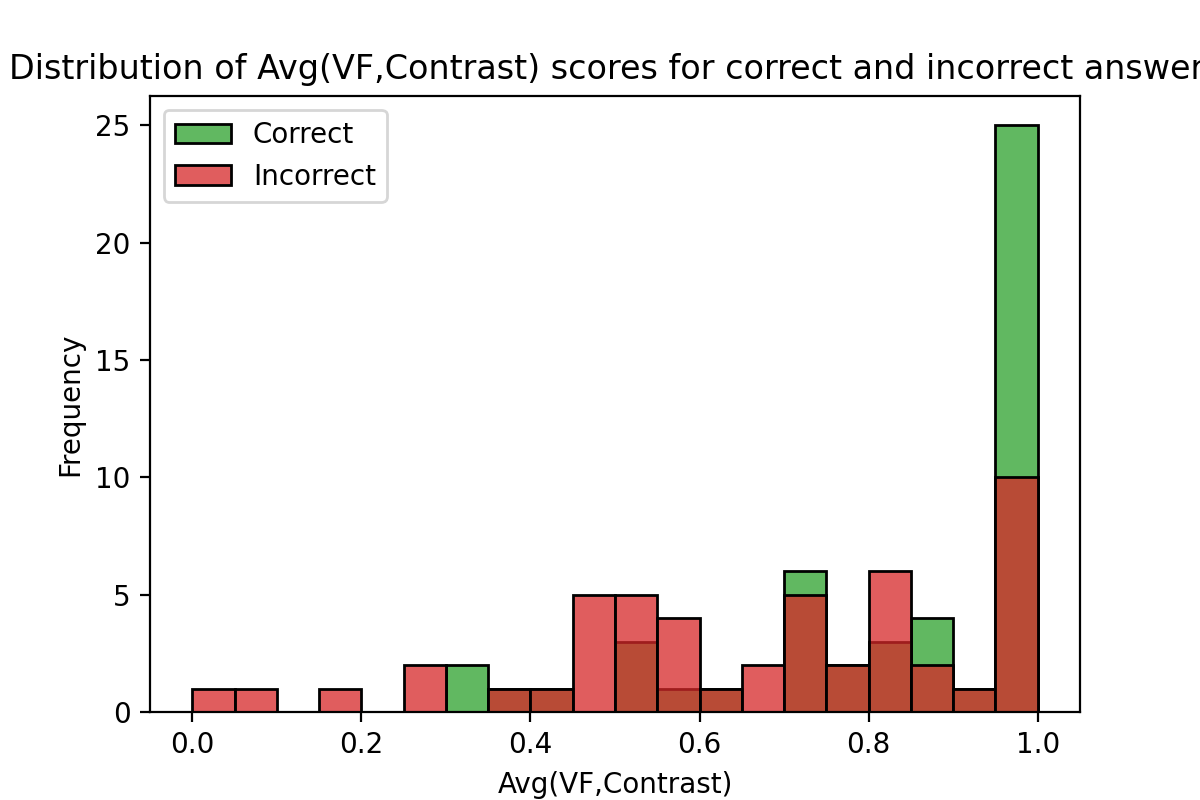 Distribution of Avg(VF,Contrast) scores for correct and incorrect answer
Correct
Incorrect
25
20
15
10
5
0
Frequency
0.0 0.2 0.4 0.6 0.8 1.0
Avg(VF,Contrast)